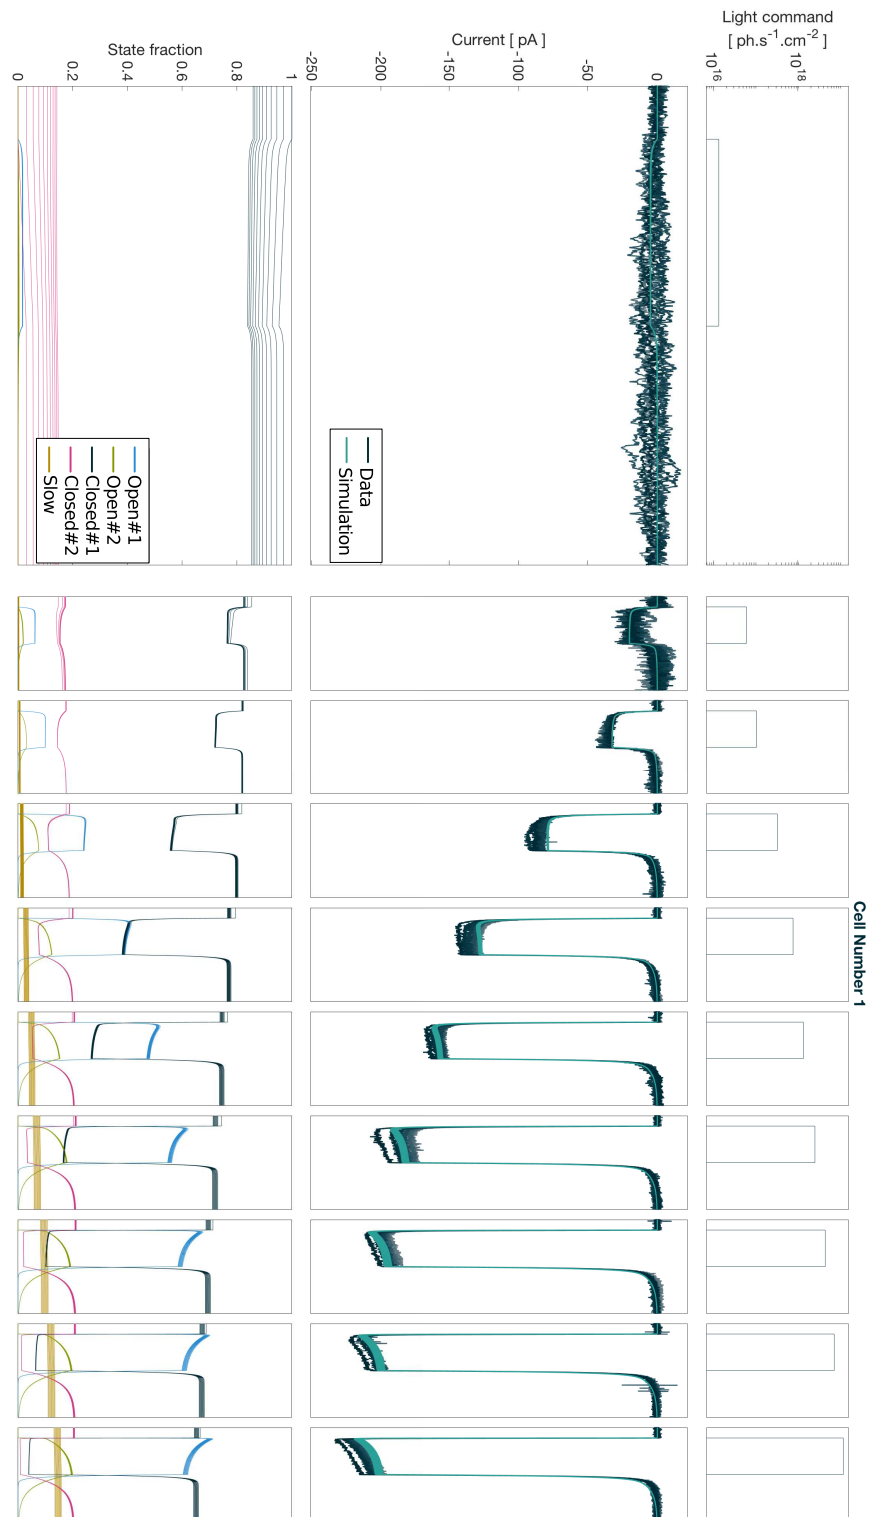 Cell Number 1
Light command
[ ph.s⁻¹.cm⁻² ]
10¹⁶
10¹⁸
Current [ pA ]
-250
-200
-150
-100
-50
0
Data
Simulation
State fraction
0
0.2
0.4
0.6
0.8
1
Open#1
Open#2
Closed#1
Closed#2
Slow